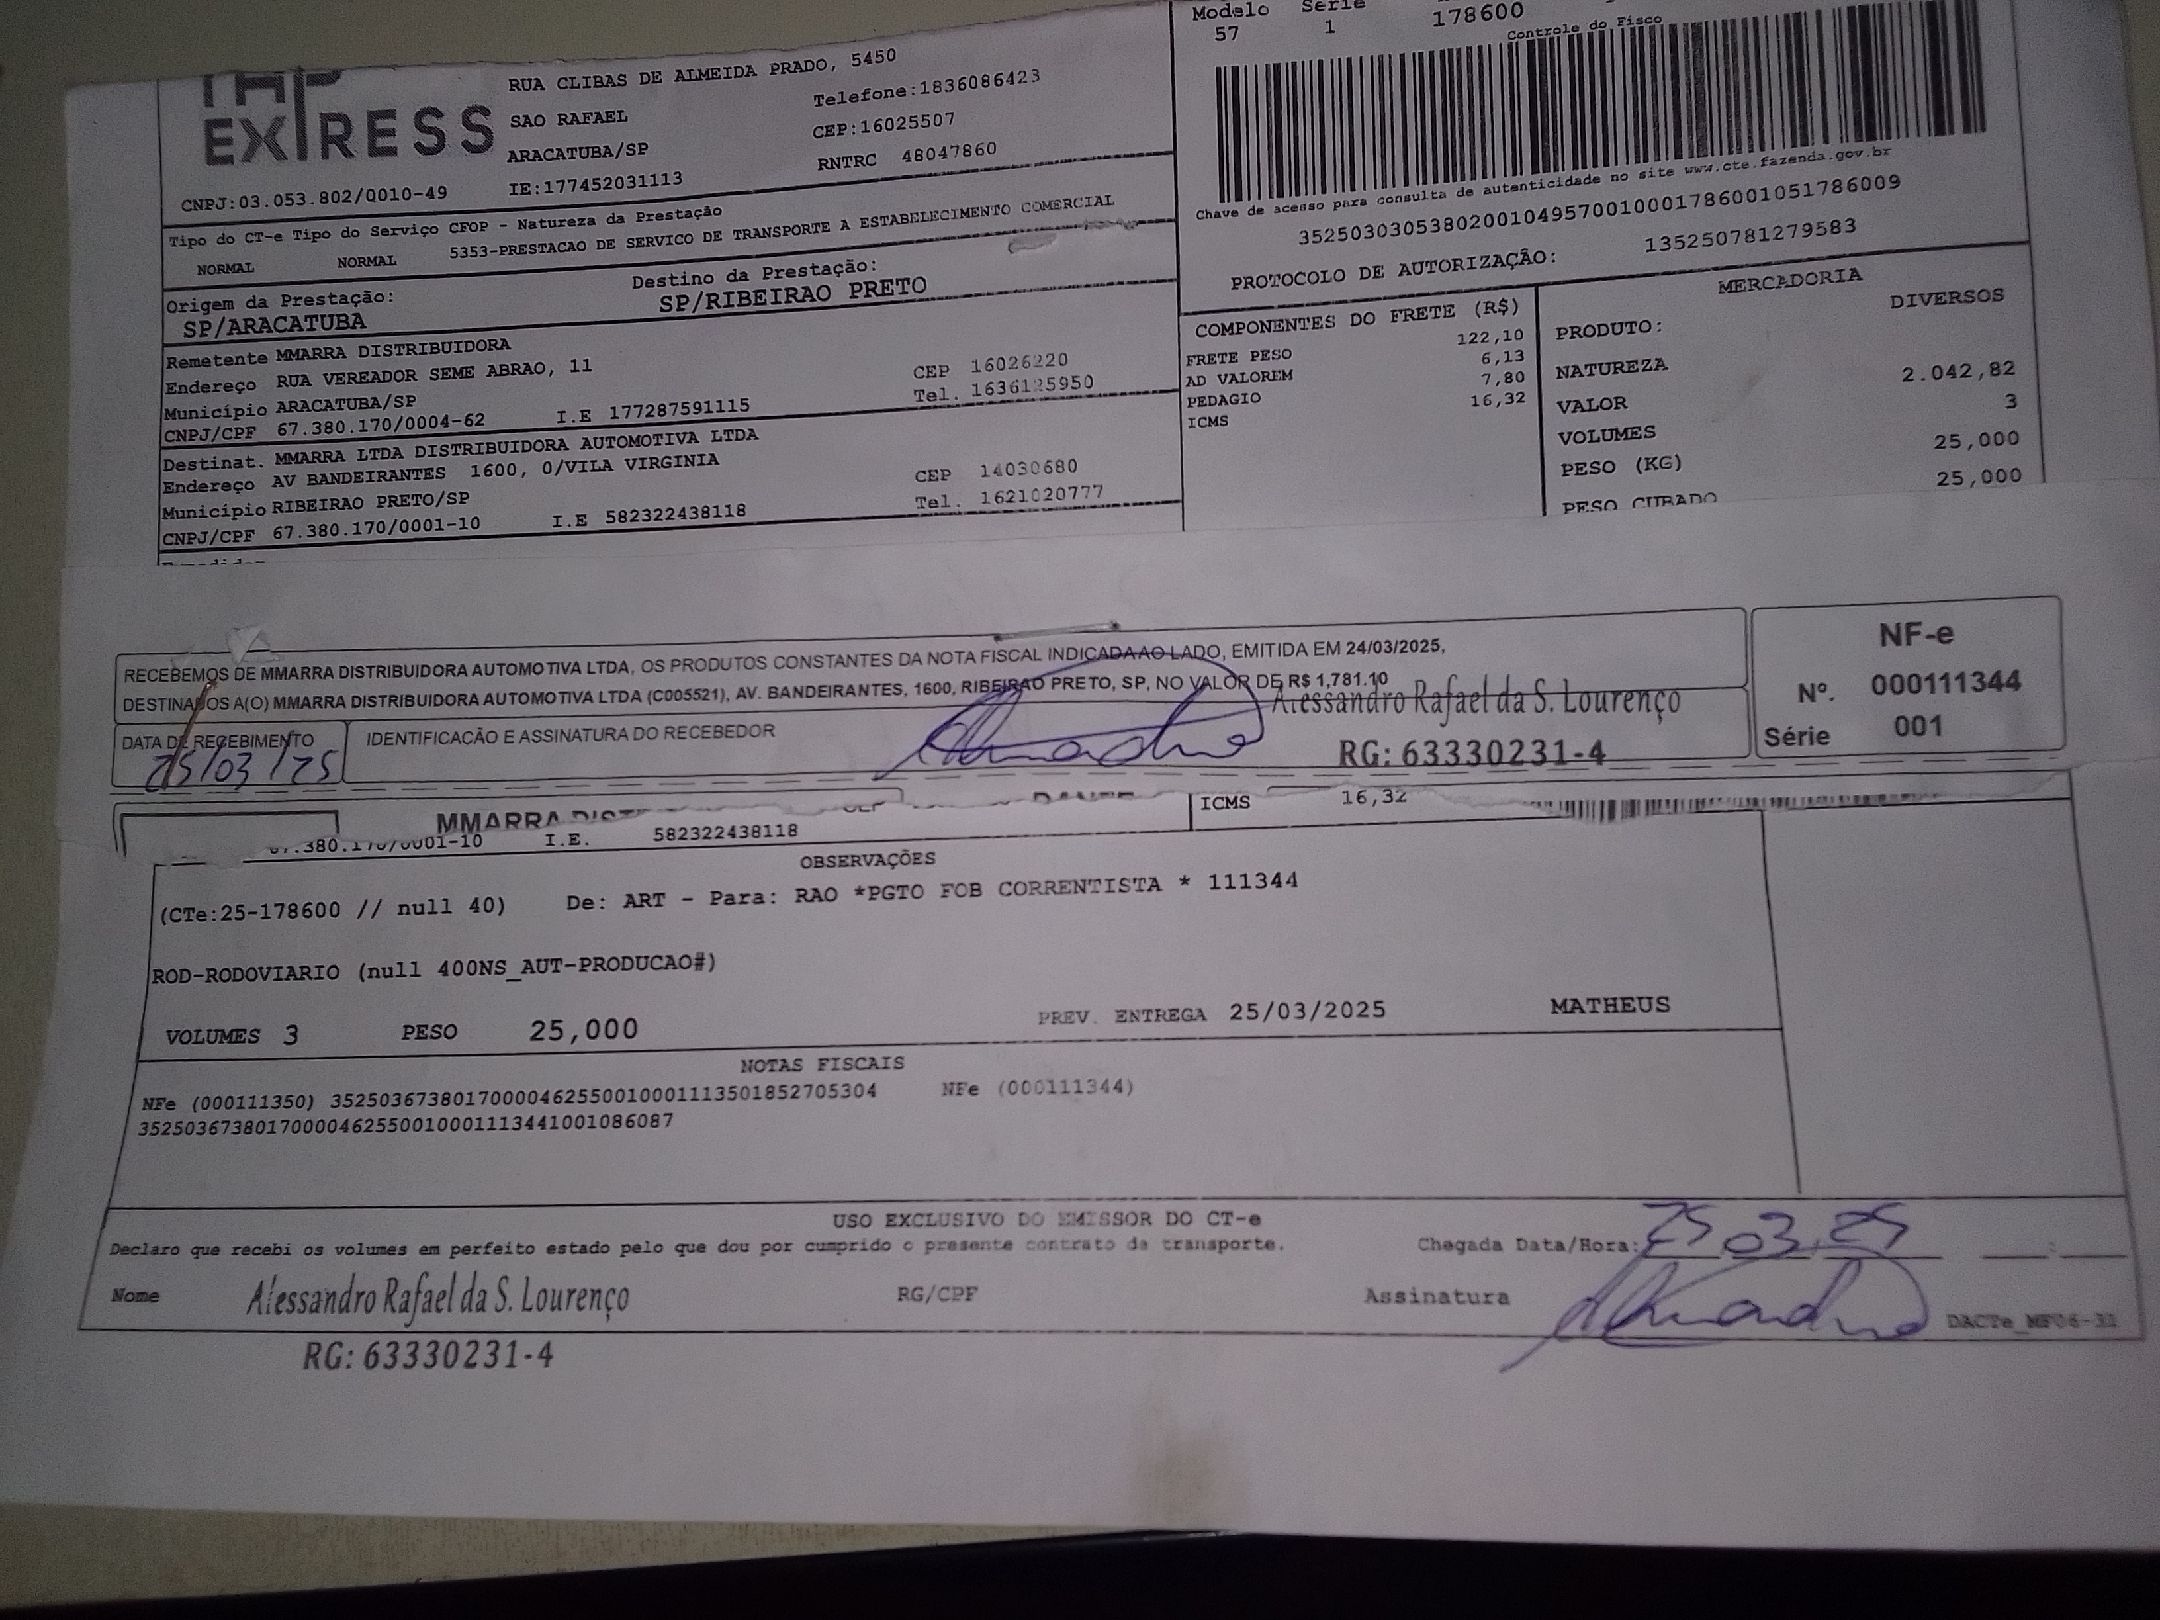 EXPRESS
RUA CLIBAS DE ALMEIDA PRADO, 5450
SAO RAFAEL
Telefone:1836086423
ARACATUBA/SP
CEP:16025507
CNPJ:03.053.802/0010-49
IE:177452031113
RNTRC 48047860
Modelo Serie
57 1 178600
Controle do Fisco
Chave de acesso para consulta de autenticidade no site www.cte.fazenda.gov.br
35250303053802001049570010001786001051786009
PROTOCOLO DE AUTORIZAÇÃO: 135250781279583
Tipo do CT-e Tipo do Serviço CFOP - Natureza da Prestação
NORMAL NORMAL 5353-PRESTACAO DE SERVICO DE TRANSPORTE A ESTABELECIMENTO COMERCIAL
Origem da Prestação: Destino da Prestação:
SP/ARACATUBA SP/RIBEIRAO PRETO
Remetente MMARRA DISTRIBUIDORA
Endereço RUA VEREADOR SEME ABRAO, 11 CEP 16026220
Município ARACATUBA/SP Tel. 1636125950
CNPJ/CPF 67.380.170/0004-62 I.E 177287591115
Destinat. MMARRA LTDA DISTRIBUIDORA AUTOMOTIVA LTDA
Endereço AV BANDEIRANTES 1600, 0/VILA VIRGINIA CEP 14030680
Município RIBEIRAO PRETO/SP Tel. 1621020777
CNPJ/CPF 67.380.170/0001-10 I.E 582322438118
COMPONENTES DO FRETE (R$)
FRETE PESO 122,10
AD VALOREM 6,13
PEDAGIO 7,80
ICMS 16,32
MERCADORIA
PRODUTO: DIVERSOS
NATUREZA
VALOR 2.042,82
VOLUMES 3
PESO (KG) 25,000
PESO CUBADO 25,000
RECEBEMOS DE MMARRA DISTRIBUIDORA AUTOMOTIVA LTDA, OS PRODUTOS CONSTANTES DA NOTA FISCAL INDICADA AO LADO, EMITIDA EM 24/03/2025,
DESTINADOS A(O) MMARRA DISTRIBUIDORA AUTOMOTIVA LTDA (C005521), AV. BANDEIRANTES, 1600, RIBEIRAO PRETO, SP, NO VALOR DE R$ 1,781.10
DATA DE RECEBIMENTO IDENTIFICAÇÃO E ASSINATURA DO RECEBEDOR
25/03/25
Alessandro Rafael da S. Lourenço
RG: 63330231-4
NF-e
Nº. 000111344
Série 001
MMARRA
ICMS 16,32
67.380.170/0001-10 I.E. 582322438118
OBSERVAÇÕES
(CTe:25-178600 // null 40) De: ART - Para: RAO *PGTO FOB CORRENTISTA * 111344
ROD-RODOVIARIO (null 400NS_AUT-PRODUCAO#)
VOLUMES 3 PESO 25,000 PREV. ENTREGA 25/03/2025 MATHEUS
NOTAS FISCAIS
NFe (000111350) 35250367380170000462550010001113501852705304 NFe (000111344)
35250367380170000462550010001113441001086087
USO EXCLUSIVO DO EMISSOR DO CT-e
Declaro que recebi os volumes em perfeito estado pelo que dou por cumprido o presente contrato de transporte. Chegada Data/Hora: 25 03 25
Nome Alessandro Rafael da S. Lourenço RG/CPF Assinatura
RG: 63330231-4